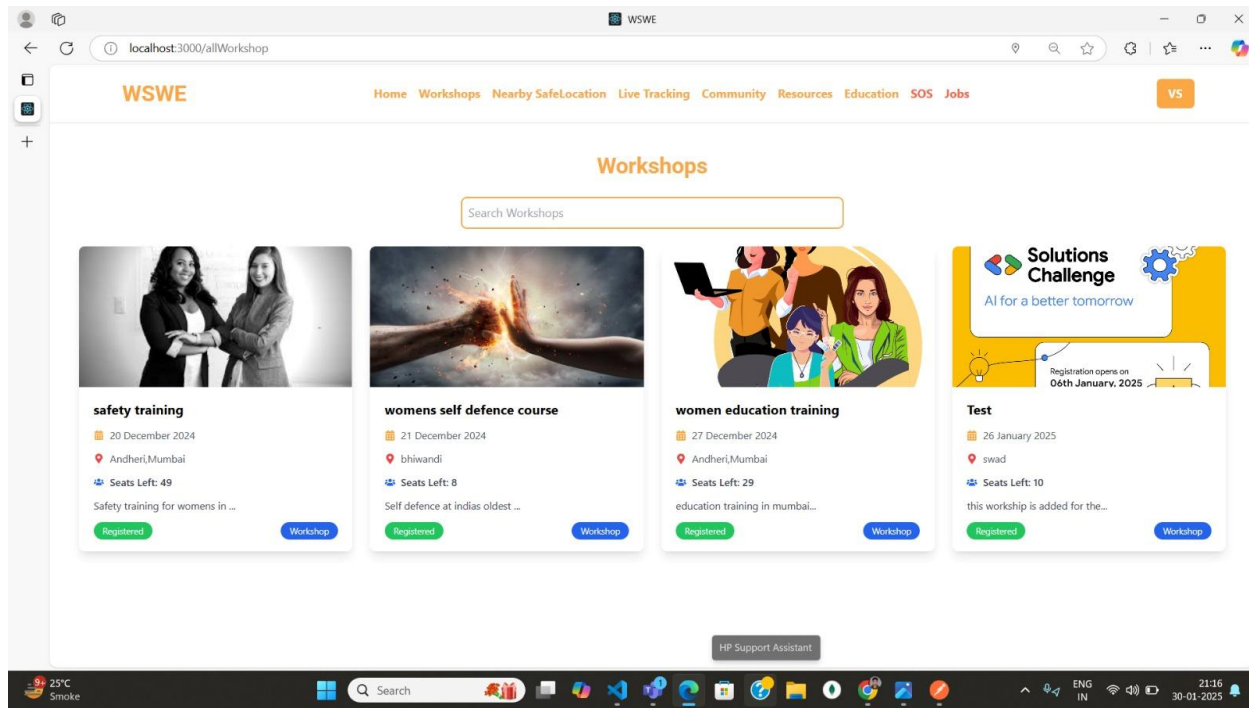 WSWE
localhost:3000/allWorkshop
WSWE
Home Workshops Nearby SafeLocation Live Tracking Community Resources Education SOS Jobs
VS
Workshops
Search Workshops
Solutions
Challenge
AI for a better tomorrow
Registration opens on
06th January, 2025
safety training
20 December 2024
Andheri,Mumbai
Seats Left: 49
Safety training for womens in ...
Registered
Workshop
womens self defence course
21 December 2024
bhiwandi
Seats Left: 8
Self defence at indias oldest ...
Registered
Workshop
women education training
27 December 2024
Andheri,Mumbai
Seats Left: 29
education training in mumbai...
Registered
Workshop
Test
26 January 2025
swad
Seats Left: 10
this workship is added for the...
Registered
Workshop
HP Support Assistant
9+
25°C
Smoke
Search
ENG
IN
21:16
30-01-2025